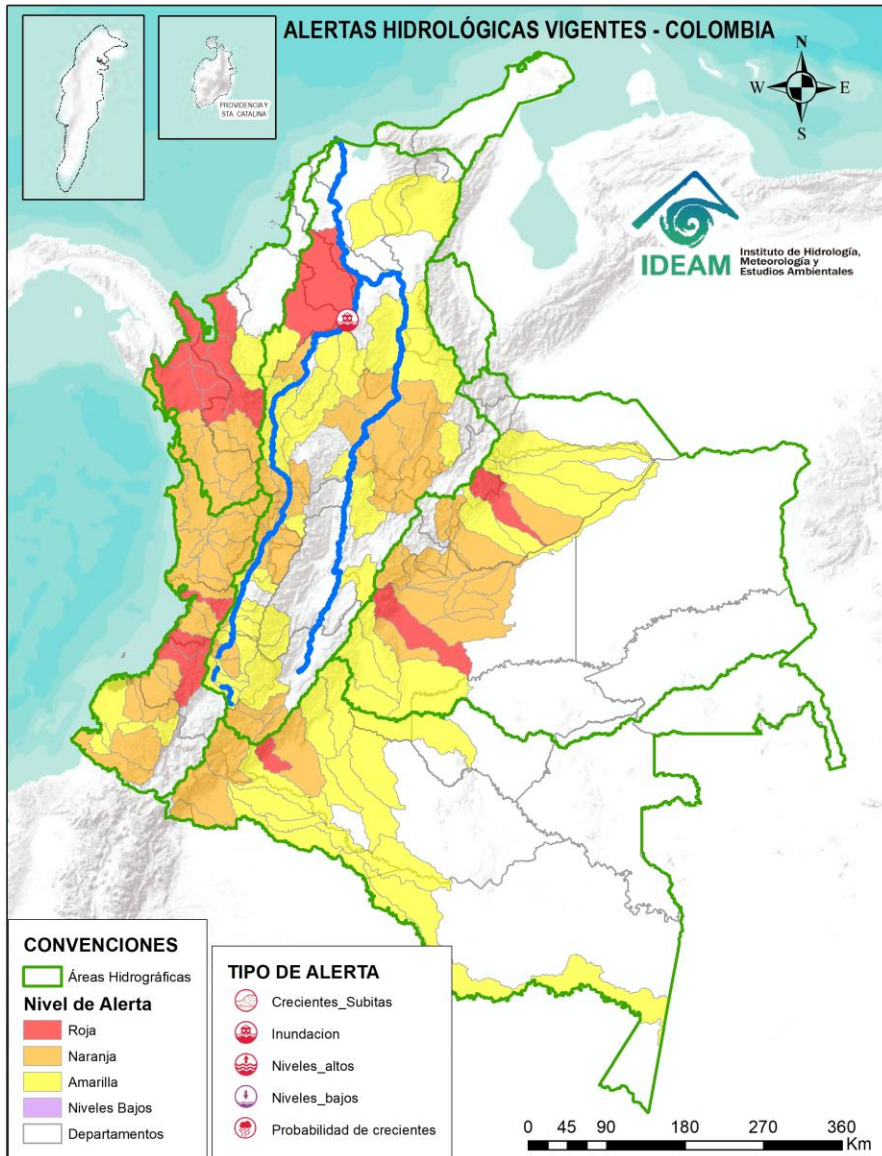 ALERTAS HIDROLÓGICAS VIGENTES - COLOMBIA
PROVIDENCIA Y
STA. CATALINA
N
W
E
S
IDEAM
Instituto de Hidrología,
Meteorología y
Estudios Ambientales
CONVENCIONES
Áreas Hidrográficas
Nivel de Alerta
Roja
Naranja
Amarilla
Niveles Bajos
Departamentos
TIPO DE ALERTA
Crecientes_Subitas
Inundacion
Niveles_altos
Niveles_bajos
Probabilidad de crecientes
0 45 90 180 270 360
Km